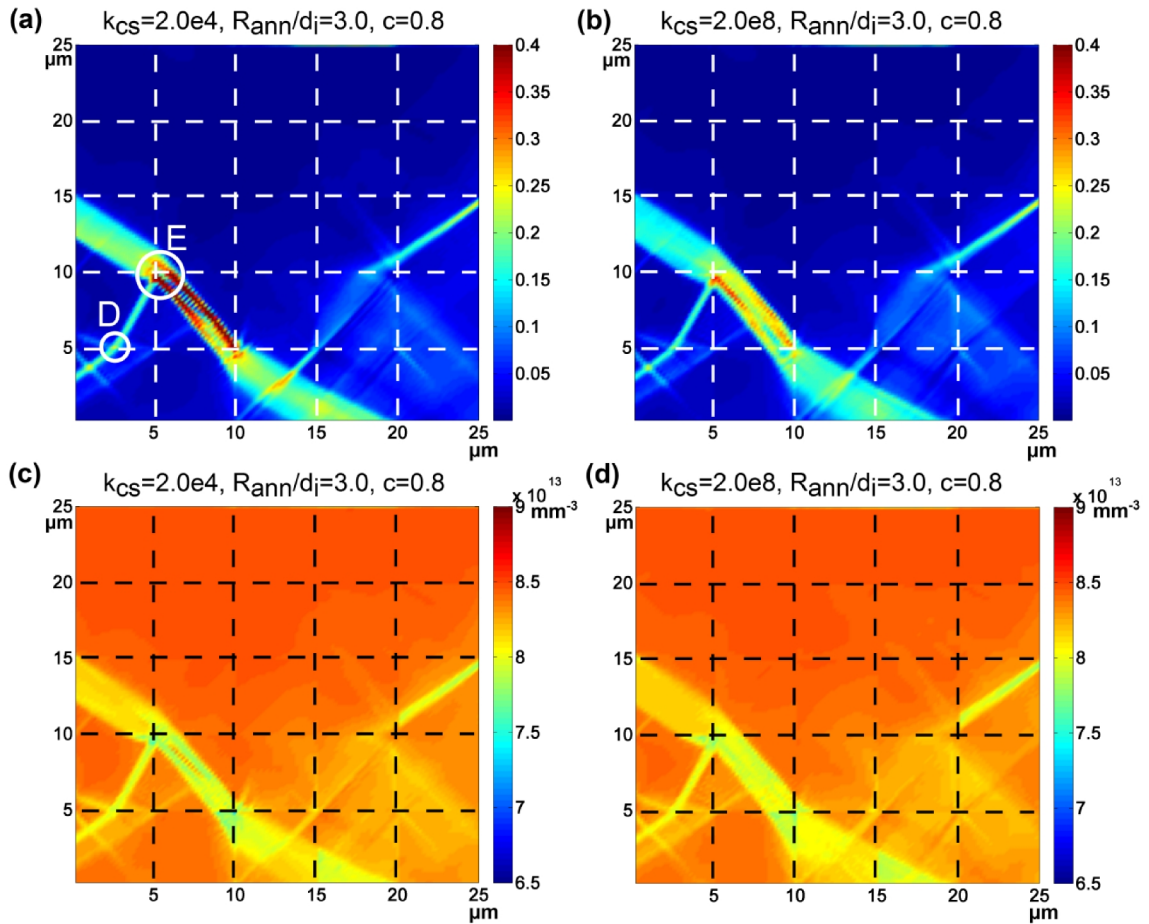 (a) k_cs=2.0e4, R_ann/d_i=3.0, c=0.8
25
µm
20
15
10
5
5 10 15 20 25
µm
E
D
0.4
0.35
0.3
0.25
0.2
0.15
0.1
0.05
(b) k_cs=2.0e8, R_ann/d_i=3.0, c=0.8
25
µm
20
15
10
5
5 10 15 20 25
µm
0.4
0.35
0.3
0.25
0.2
0.15
0.1
0.05
(c) k_cs=2.0e4, R_ann/d_i=3.0, c=0.8
25
µm
20
15
10
5
5 10 15 20 25
µm
x 10^13
9 mm^-3
8.5
8
7.5
7
6.5
(d) k_cs=2.0e8, R_ann/d_i=3.0, c=0.8
25
µm
20
15
10
5
5 10 15 20 25
µm
x 10^13
9 mm^-3
8.5
8
7.5
7
6.5